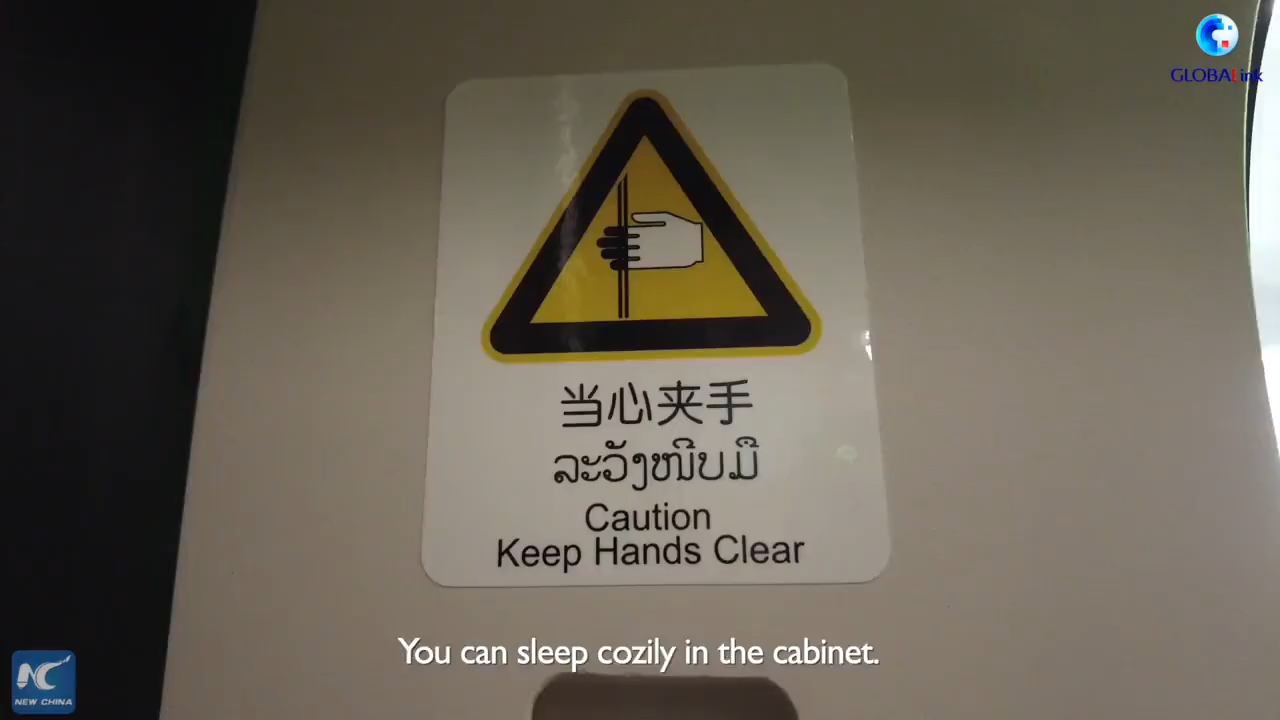 GLOBALink
当心夹手
ລະວັງໜີບມື
Caution
Keep Hands Clear
You can sleep cozily in the cabinet.
NC
NEW CHINA